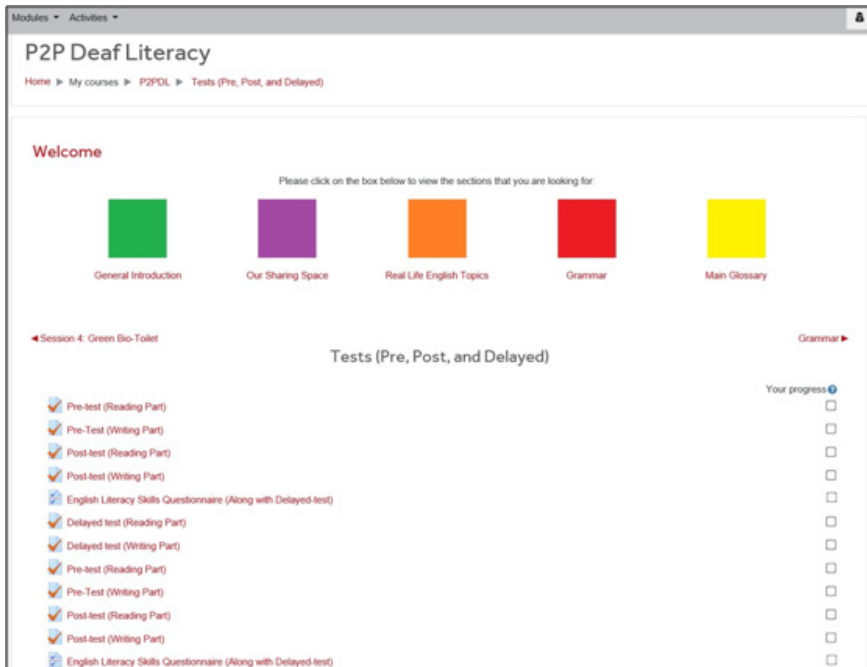 Modules Activities
P2P Deaf Literacy
Home ▶ My courses ▶ P2PDL ▶ Tests (Pre, Post, and Delayed)
Welcome
Please click on the box below to view the sections that you are looking for:
General Introduction Our Sharing Space Real Life English Topics Grammar Main Glossary
◀ Session 4: Green Bio-Toilet Grammar ▶
Tests (Pre, Post, and Delayed)
Your progress
Pre-test (Reading Part)
Pre-Test (Writing Part)
Post-test (Reading Part)
Post-test (Writing Part)
English Literacy Skills Questionnaire (Along with Delayed-test)
Delayed test (Reading Part)
Delayed test (Writing Part)
Pre-test (Reading Part)
Pre-Test (Writing Part)
Post-test (Reading Part)
Post-test (Writing Part)
English Literacy Skills Questionnaire (Along with Delayed-test)